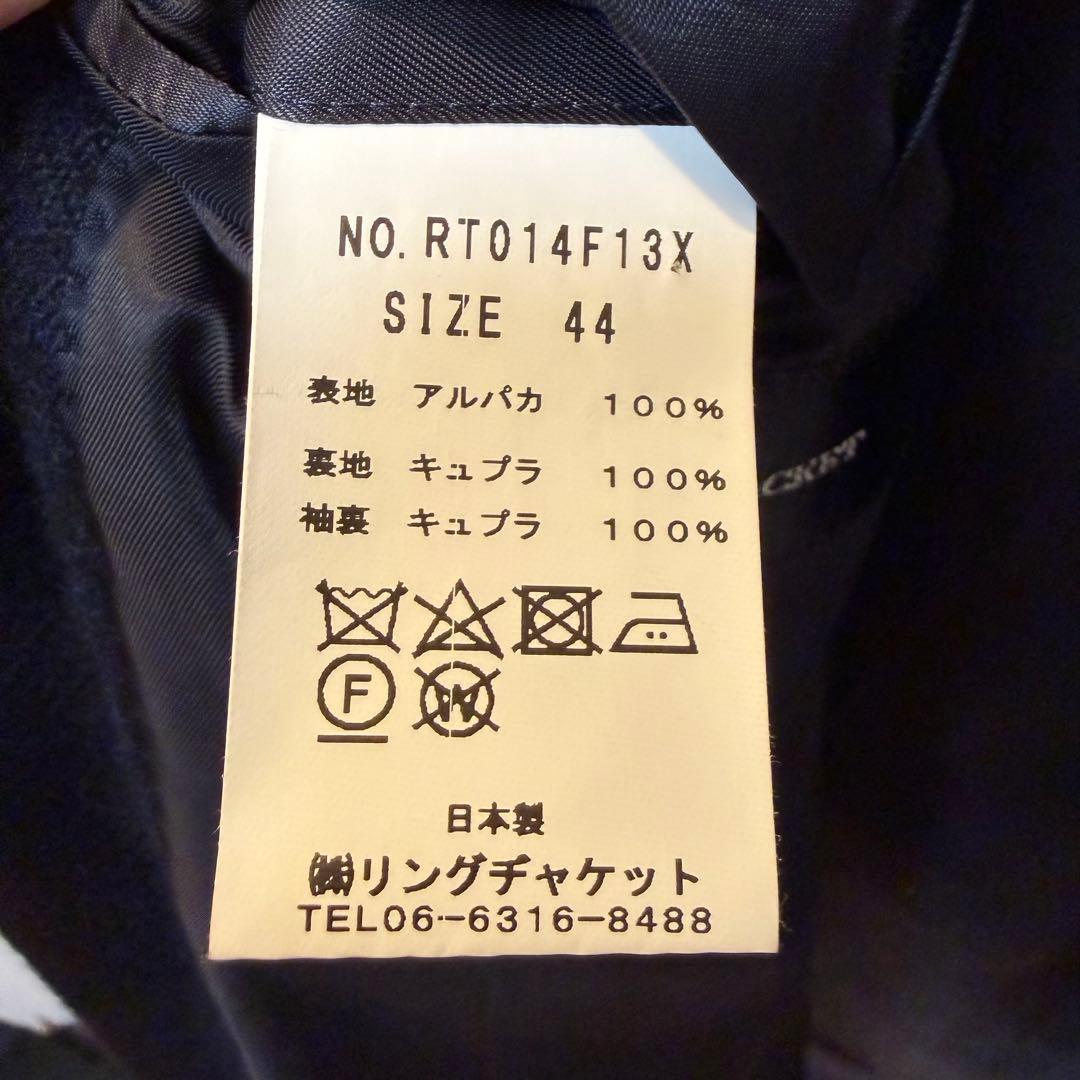 NO. RT014F13X
SIZE 44
表地 アルパカ 100%
裏地 キュプラ 100%
袖裏 キュプラ 100%
F
W
日本製
㈱リングヂャケット
TEL06-6316-8488